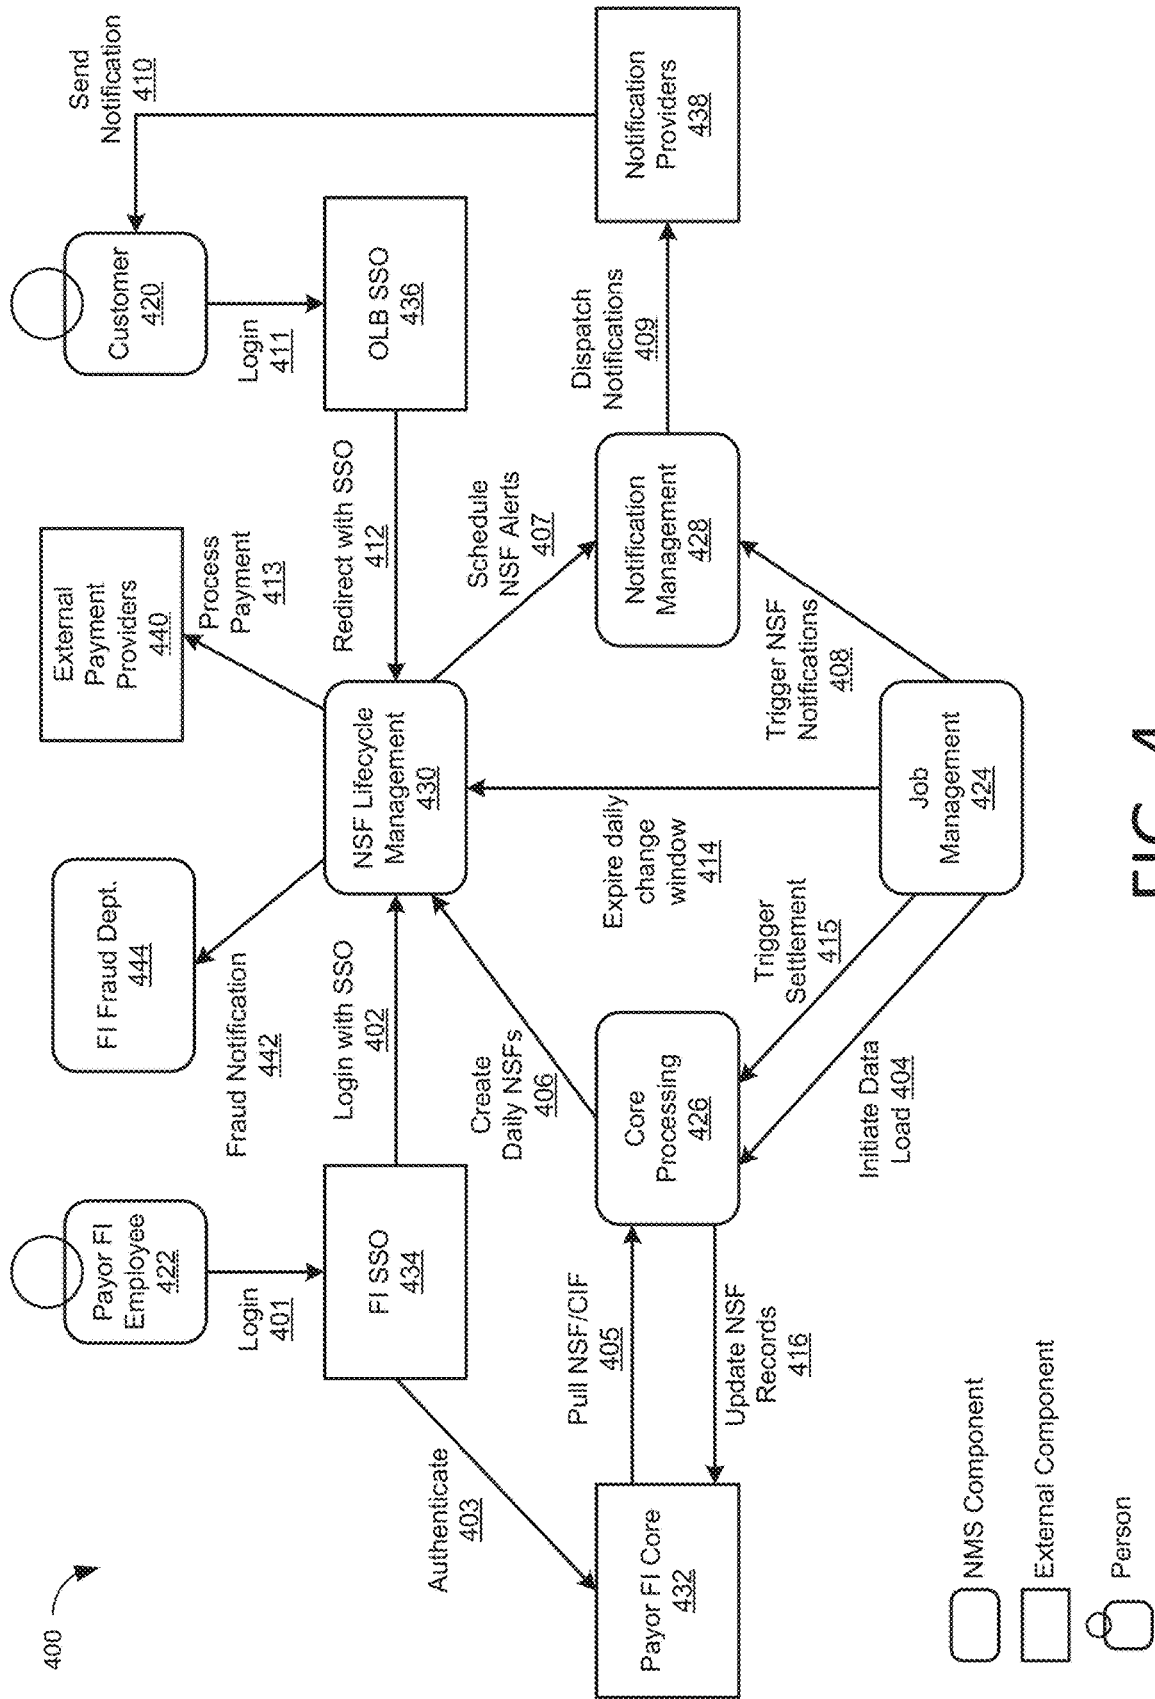 400
Payor FI
Employee
422
Login
401
FI SSO
434
Authenticate
403
Payor FI Core
432
Pull NSF/CIF
405
Update NSF
Records
416
Login with SSO
402
Fraud Notification
442
FI Fraud Dept.
444
External
Payment
Providers
440
Process
Payment
413
NSF Lifecycle
Management
430
Create
Daily NSFs
406
Core
Processing
426
Initiate Data
Load 404
Trigger
Settlement
415
Expire daily
change
window
414
Job
Management
424
Trigger NSF
Notifications
408
Schedule
NSF Alerts
407
Notification
Management
428
Redirect with SSO
412
Customer
420
Login
411
OLB SSO
436
Dispatch
Notifications
409
Notification
Providers
438
Send
Notification
410
NMS Component
External Component
Person
FIG. 4